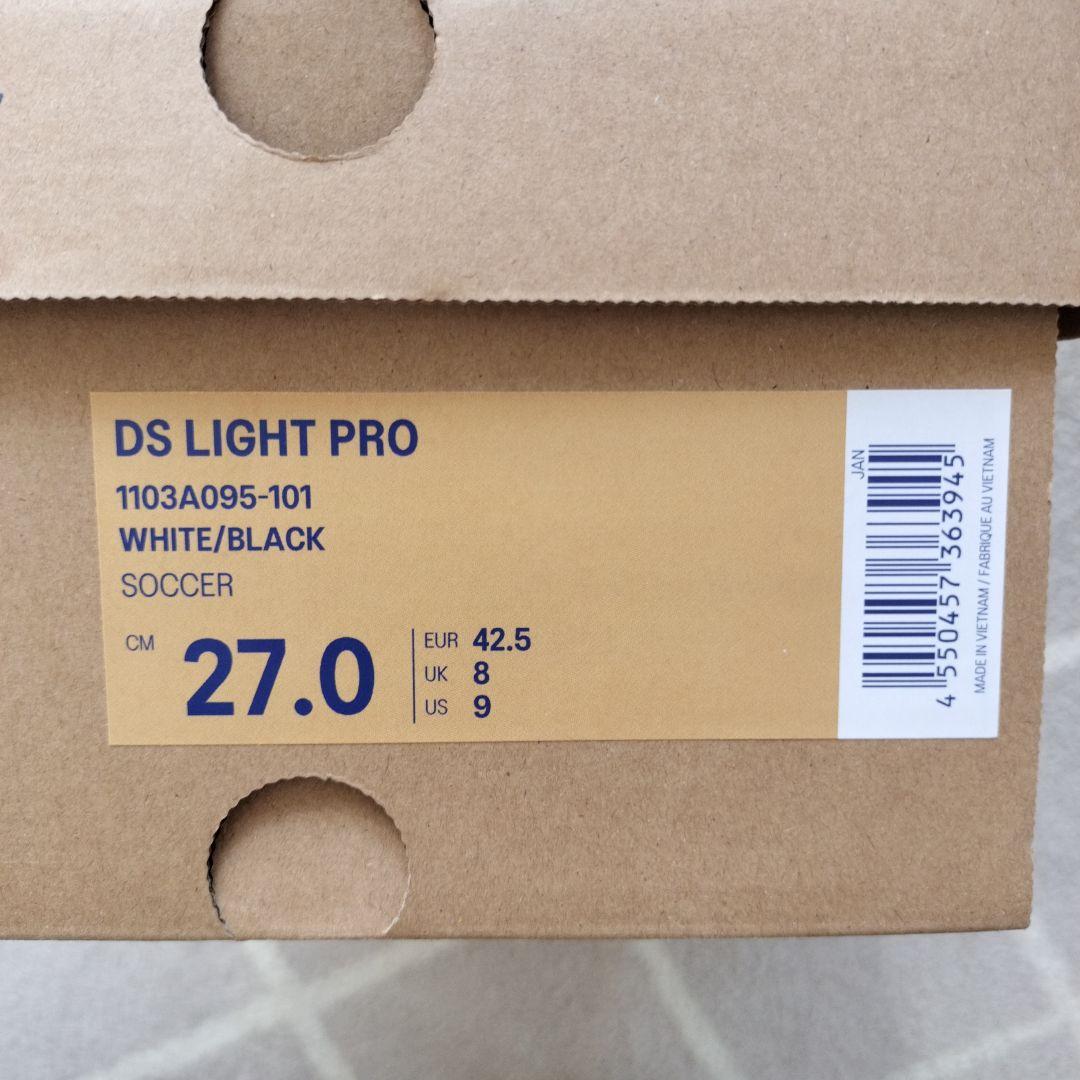 DS LIGHT PRO
1103A095-101
WHITE/BLACK
SOCCER
CM 27.0
EUR 42.5
UK 8
US 9
JAN
4 550457 363945
MADE IN VIETNAM / FABRIQUE AU VIETNAM